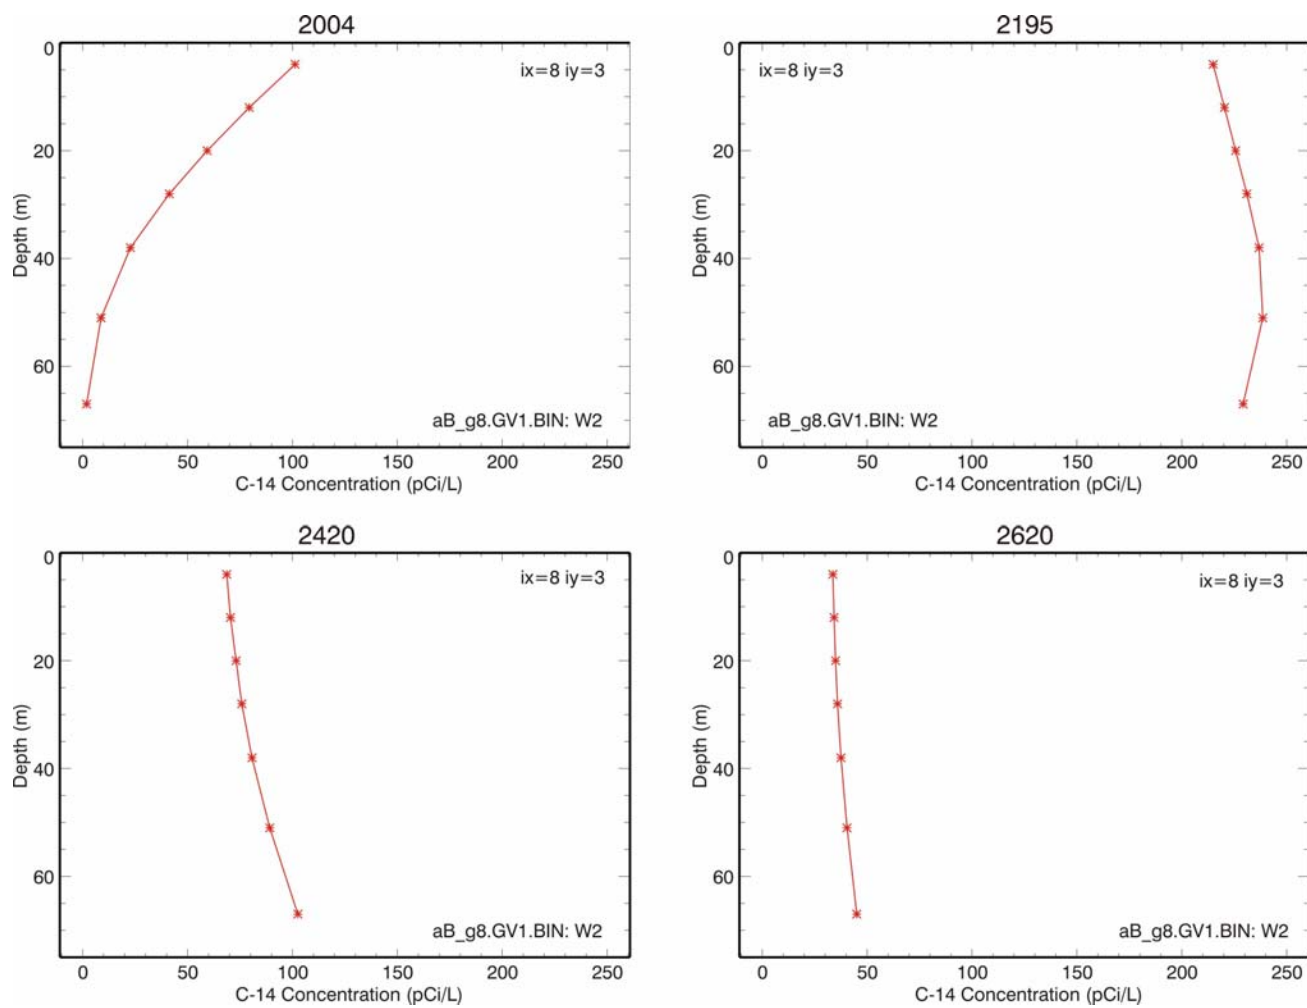 2004
0
20
40
60
Depth (m)
ix=8 iy=3
aB_g8.GV1.BIN: W2
0 50 100 150 200 250
C-14 Concentration (pCi/L)
2195
0
20
40
60
Depth (m)
ix=8 iy=3
aB_g8.GV1.BIN: W2
0 50 100 150 200 250
C-14 Concentration (pCi/L)
2420
0
20
40
60
Depth (m)
ix=8 iy=3
aB_g8.GV1.BIN: W2
0 50 100 150 200 250
C-14 Concentration (pCi/L)
2620
0
20
40
60
Depth (m)
ix=8 iy=3
aB_g8.GV1.BIN: W2
0 50 100 150 200 250
C-14 Concentration (pCi/L)